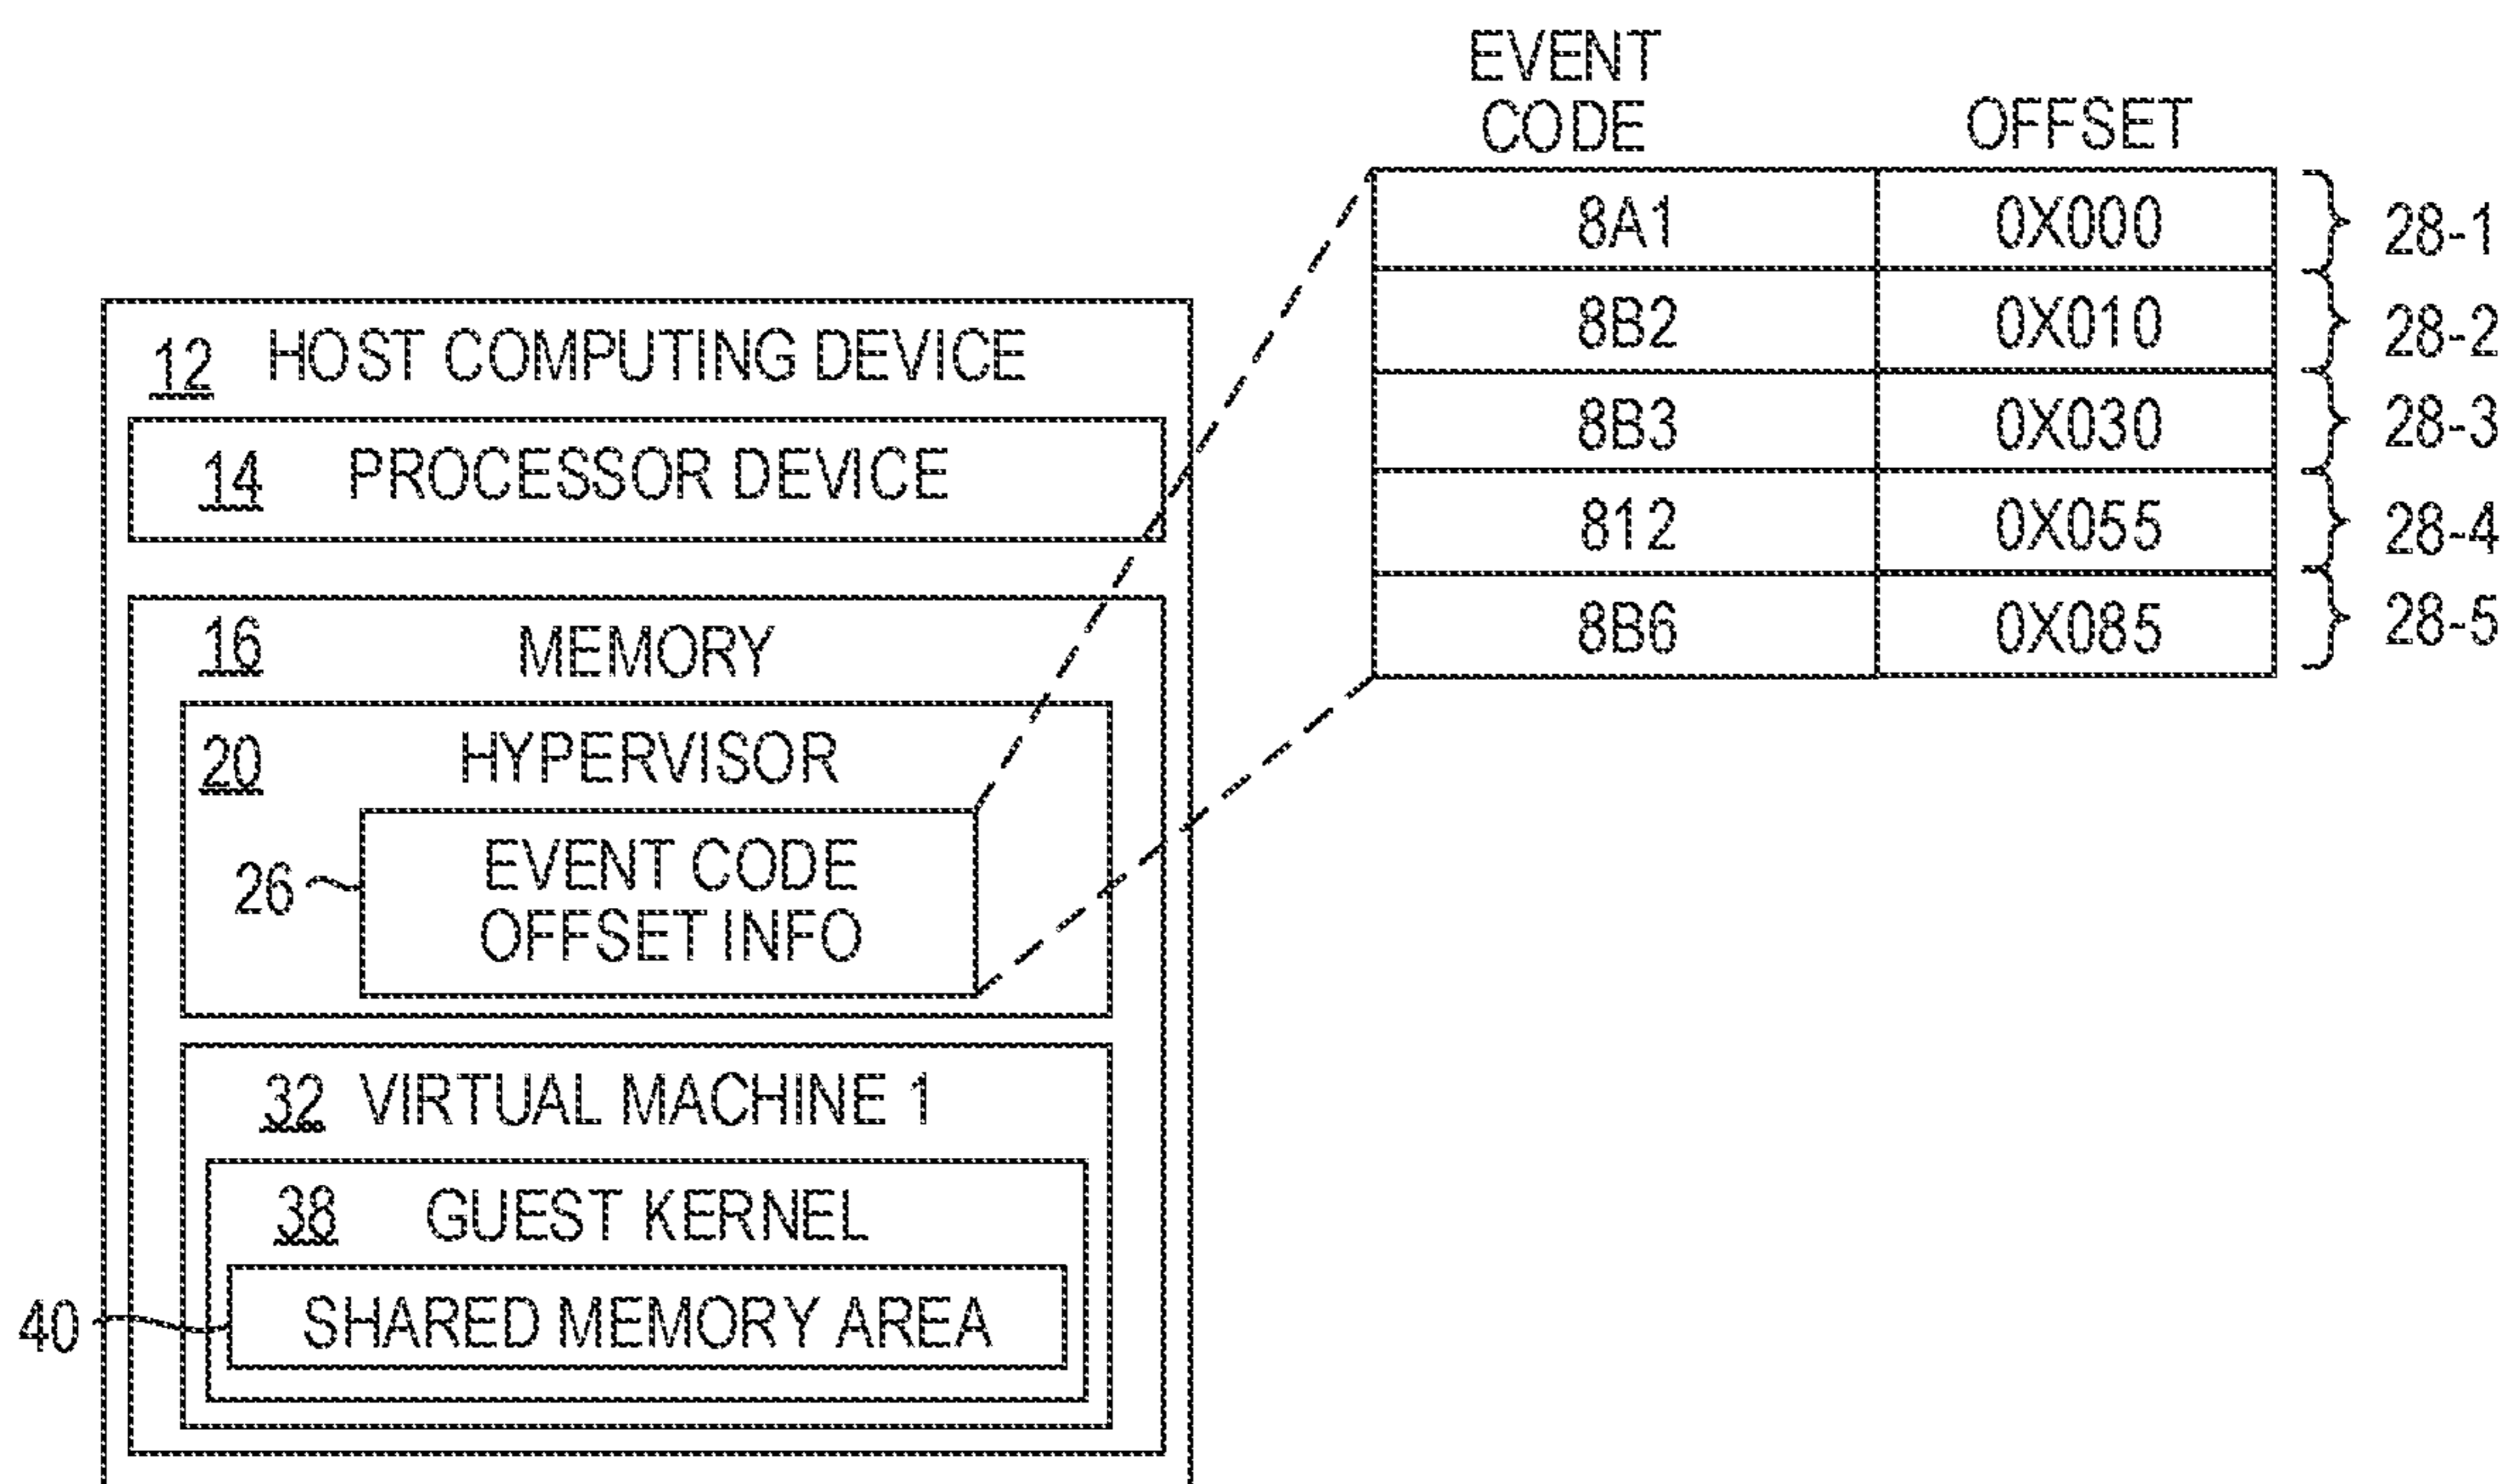 EVENT
CODE OFFSET
8A1 0X000 28-1
8B2 0X010 28-2
8B3 0X030 28-3
812 0X055 28-4
8B6 0X085 28-5
12 HOST COMPUTING DEVICE
14 PROCESSOR DEVICE
16 MEMORY
20 HYPERVISOR
26 EVENT CODE
OFFSET INFO
32 VIRTUAL MACHINE 1
38 GUEST KERNEL
40 SHARED MEMORY AREA